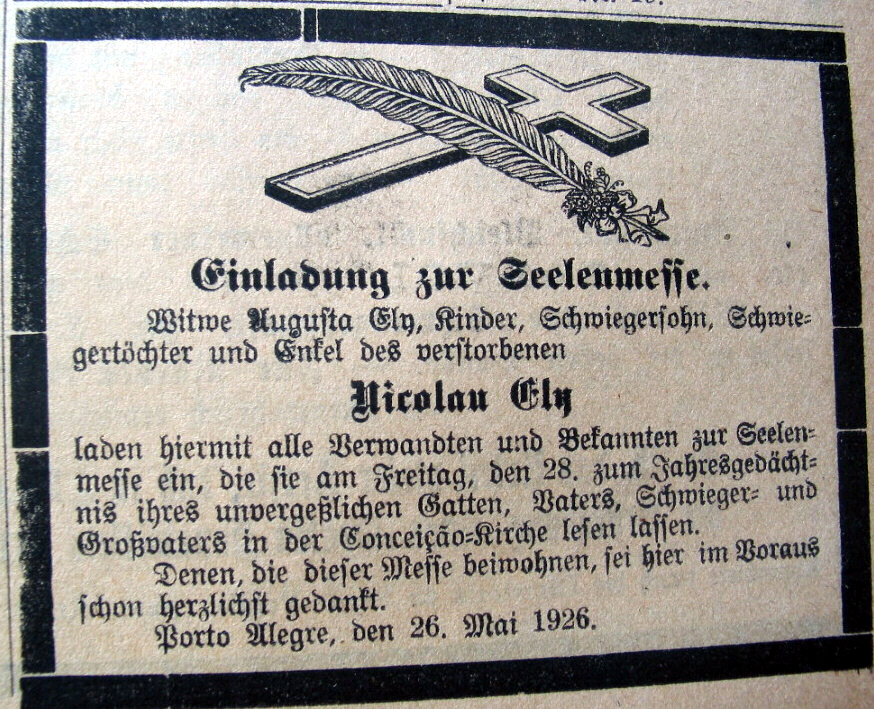 Einladung zur Seelenmesse.
Witwe Augusta Ely, Kinder, Schwiegersohn, Schwie-
gertöchter und Enkel des verstorbenen
Nicolau Ely
laden hiermit alle Verwandten und Bekannten zur Seelen-
messe ein, die sie am Freitag, den 28. zum Jahresgedächt-
nis ihres unvergeßlichen Gatten, Vaters, Schwieger- und
Großvaters in der Conceição-Kirche lesen lassen.
Denen, die dieser Messe beiwohnen, sei hier im Voraus
schon herzlichst gedankt.
Porto Alegre, den 26. Mai 1926.